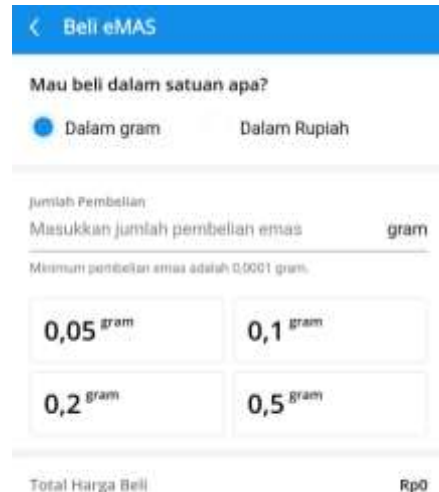 Beli eMAS
Mau beli dalam satuan apa?
Dalam gram Dalam Rupiah
Jumlah Pembelian
Masukkan jumlah pembelian emas gram
Minimum pembelian emas adalah 0,0001 gram.
0,05 gram 0,1 gram
0,2 gram 0,5 gram
Total Harga Beli Rp0